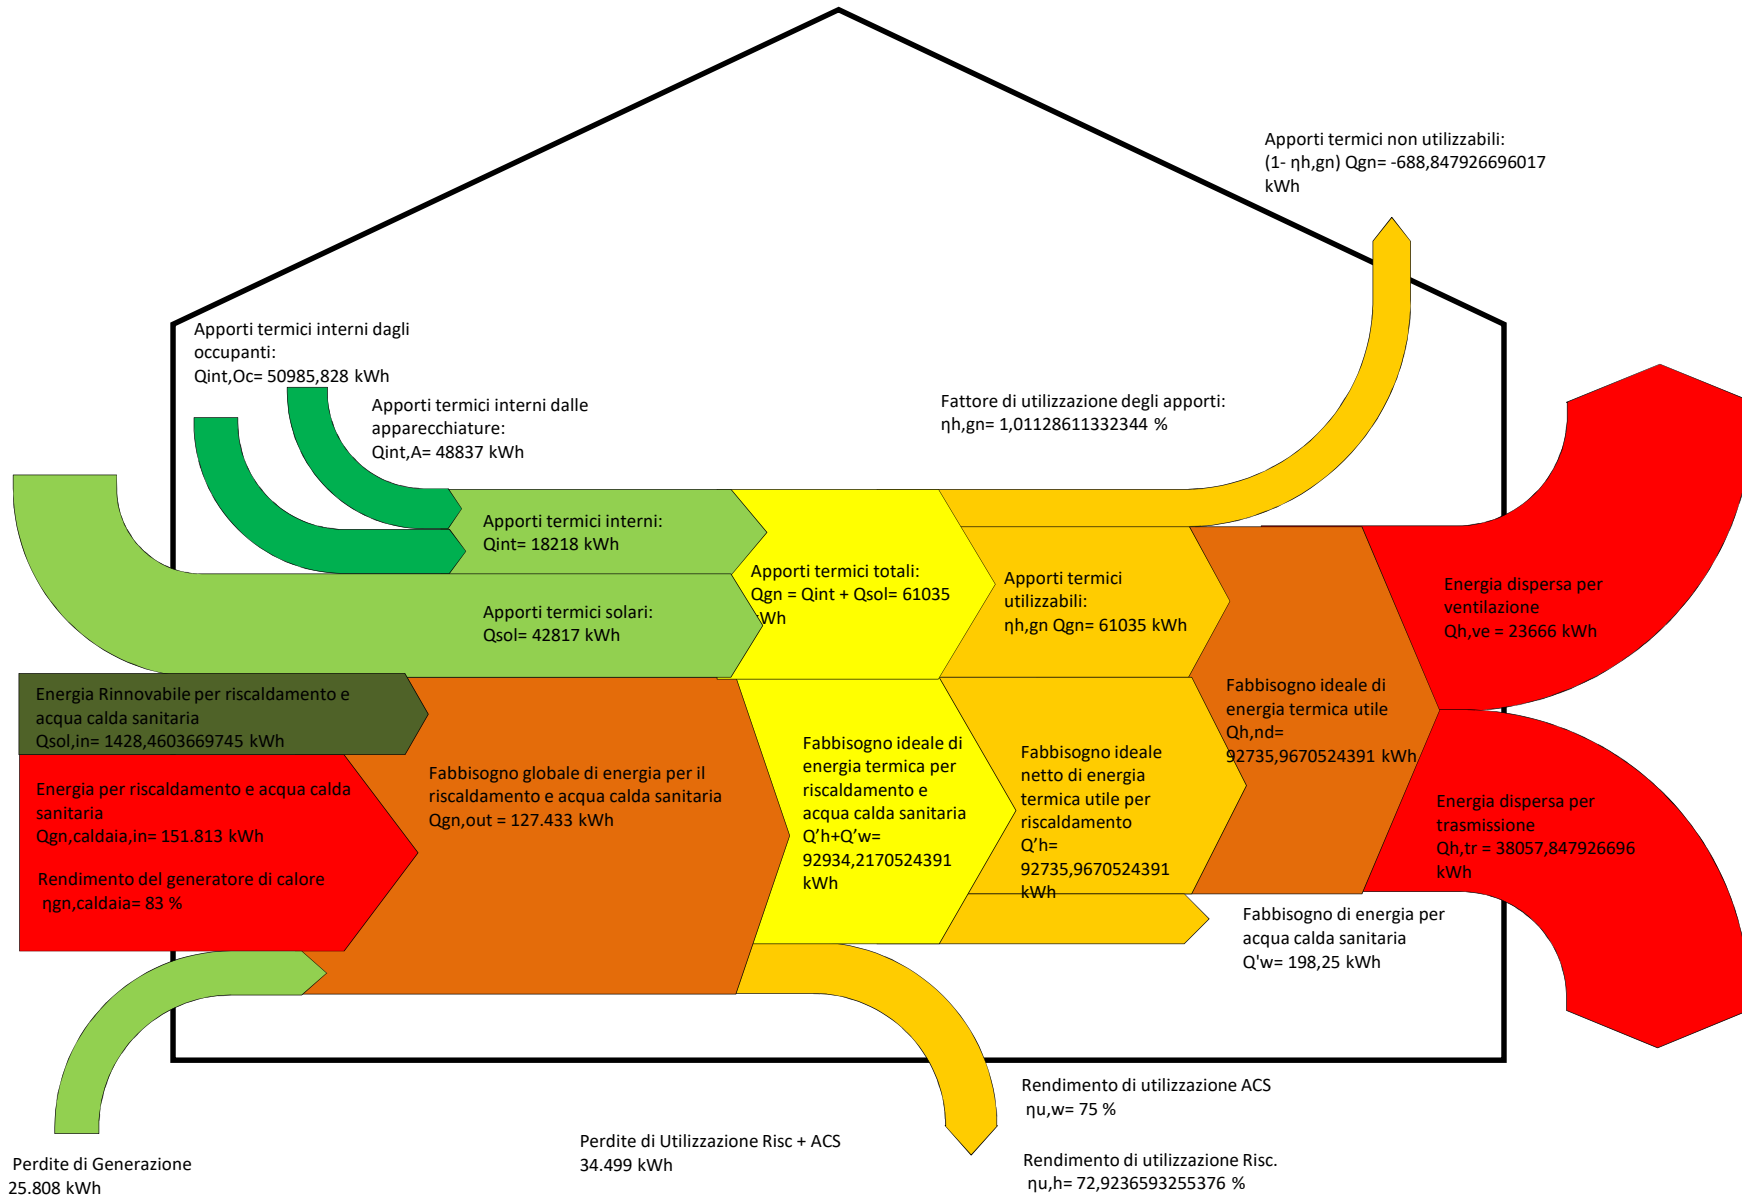 Apporti termici non utilizzabili:
(1- ηh,gn) Qgn= -688,847926696017
kWh
Apporti termici interni dagli
occupanti:
Qint,Oc= 50985,828 kWh
Apporti termici interni dalle
apparecchiature:
Qint,A= 48837 kWh
Fattore di utilizzazione degli apporti:
ηh,gn= 1,01128611332344 %
Apporti termici interni:
Qint= 18218 kWh
Apporti termici solari:
Qsol= 42817 kWh
Apporti termici totali:
Qgn = Qint + Qsol= 61035
kWh
Apporti termici
utilizzabili:
ηh,gn Qgn= 61035 kWh
Energia dispersa per
ventilazione
Qh,ve = 23666 kWh
Energia Rinnovabile per riscaldamento e
acqua calda sanitaria
Qsol,in= 1428,4603669745 kWh
Energia per riscaldamento e acqua calda
sanitaria
Qgn,caldaia,in= 151.813 kWh
Rendimento del generatore di calore
ηgn,caldaia= 83 %
Fabbisogno globale di energia per il
riscaldamento e acqua calda sanitaria
Qgn,out = 127.433 kWh
Fabbisogno ideale di
energia termica per
riscaldamento e
acqua calda sanitaria
Q’h+Q’w=
92934,2170524391
kWh
Fabbisogno ideale
netto di energia
termica utile per
riscaldamento
Q’h=
92735,9670524391
kWh
Fabbisogno ideale di
energia termica utile
Qh,nd=
92735,9670524391 kWh
Energia dispersa per
trasmissione
Qh,tr = 38057,847926696
kWh
Fabbisogno di energia per
acqua calda sanitaria
Q'w= 198,25 kWh
Rendimento di utilizzazione ACS
ηu,w= 75 %
Perdite di Utilizzazione Risc + ACS
34.499 kWh
Rendimento di utilizzazione Risc.
ηu,h= 72,9236593255376 %
Perdite di Generazione
25.808 kWh